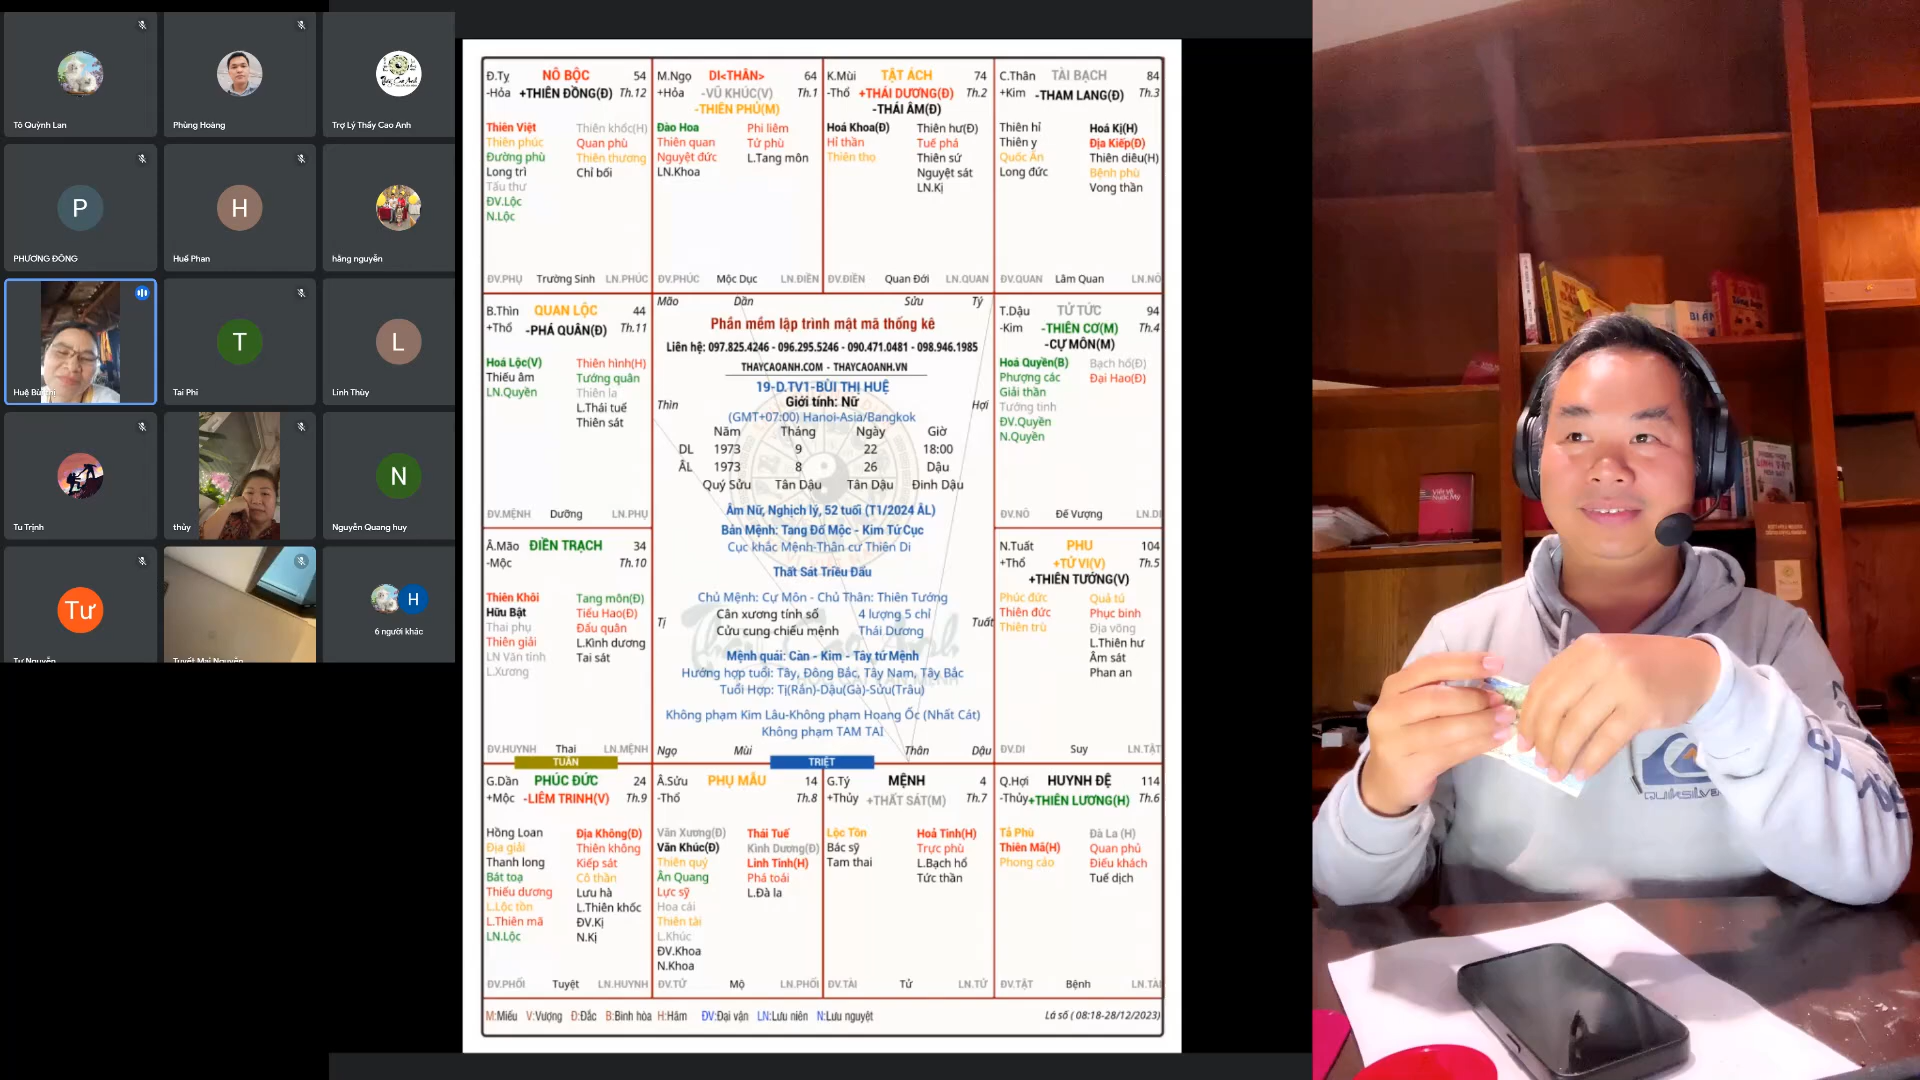 Tô Quỳnh Lan
Phùng Hoàng
Trợ Lý Thầy Cao Anh
P
PHƯƠNG ĐÔNG
H
Huế Phan
hằng nguyễn
Huệ Bùi
T
Tai Phi
L
Linh Thùy
Tu Trịnh
thủy
N
Nguyễn Quang huy
Tư
Tư Nguyễn
Tuyết Mai Nguyễn
H
6 người khác
Đ.Tỵ NÔ BỘC 54
-Hỏa +THIÊN ĐỒNG(Đ) Th.12
Thiên Việt Thiên khốc(H)
Thiên phúc Quan phù
Đường phù Thiên thương
Long trì Chỉ bối
Tấu thư
ĐV.Lộc
N.Lộc
ĐV.PHỤ Trường Sinh LN.PHÚC
M.Ngọ DI<THÂN> 64
+Hỏa -VŨ KHÚC(V) Th.1
-THIÊN PHỦ(M)
Đào Hoa Phi liêm
Thiên quan Tử phù
Nguyệt đức L.Tang môn
LN.Khoa
ĐV.PHÚC Mộc Dục LN.ĐIỀN
K.Mùi TẬT ÁCH 74
-Thổ +THÁI DƯƠNG(Đ) Th.2
-THÁI ÂM(Đ)
Hoá Khoa(Đ) Thiên hư(Đ)
Hỉ thần Tuế phá
Thiên thọ Thiên sứ
Nguyệt sát
LN.Kị
ĐV.ĐIỀN Quan Đới LN.QUAN
C.Thân TÀI BẠCH 84
+Kim -THAM LANG(Đ) Th.3
Thiên hỉ Hoá Kị(H)
Thiên y Địa Kiếp(Đ)
Quốc Ấn Thiên diêu(H)
Long đức Bệnh phù
Vong thần
ĐV.QUAN Lâm Quan LN.NÔ
B.Thìn QUAN LỘC 44
+Thổ -PHÁ QUÂN(Đ) Th.11
Hoá Lộc(V) Thiên hình(H)
Thiếu âm Tướng quân
LN.Quyền Thiên la
L.Thái tuế
Thiên sát
ĐV.MỆNH Dưỡng LN.PHỤ
Mão Dần Sửu Tý
Phần mềm lập trình mật mã thống kê
Liên hệ: 097.825.4246 - 096.295.5246 - 090.471.0481 - 098.946.1985
THAYCAOANH.COM - THAYCAOANH.VN
19-D.TV1-BÙI THỊ HUỆ
Giới tính: Nữ
Thìn Hợi
(GMT+07:00) Hanoi-Asia/Bangkok
Năm Tháng Ngày Giờ
DL 1973 9 22 18:00
ÂL 1973 8 26 Dậu
Quý Sửu Tân Dậu Tân Dậu Đinh Dậu
Âm Nữ, Nghịch lý, 52 tuổi (T1/2024 ÂL)
Bản Mệnh: Tang Đố Mộc - Kim Tứ Cục
Cục khắc Mệnh-Thân cư Thiên Di
Thất Sát Triều Đẩu
Chủ Mệnh: Cự Môn - Chủ Thân: Thiên Tướng
Cân xương tính số 4 lượng 5 chỉ
Tị Tuất
Cửu cung chiếu mệnh Thái Dương
Mệnh quái: Càn - Kim - Tây tứ Mệnh
Hướng hợp tuổi: Tây, Đông Bắc, Tây Nam, Tây Bắc
Tuổi Hợp: Tị(Rắn)-Dậu(Gà)-Sửu(Trâu)
Không phạm Kim Lâu-Không phạm Hoang Ốc (Nhất Cát)
Không phạm TAM TAI
Ngọ Mùi Thân Dậu
T.Dậu TỬ TỨC 94
-Kim -THIÊN CƠ(M) Th.4
-CỰ MÔN(M)
Hoá Quyền(B) Bạch hổ(Đ)
Phượng các Đại Hao(Đ)
Giải thần
Tướng tinh
ĐV.Quyền
N.Quyền
ĐV.NÔ Đế Vượng LN.DI
Â.Mão ĐIỀN TRẠCH 34
-Mộc Th.10
Thiên Khôi Tang môn(Đ)
Hữu Bật Tiểu Hao(Đ)
Thai phụ Đẩu quân
Thiên giải L.Kình dương
LN Văn tinh Tai sát
L.Xương
ĐV.HUYNH Thai LN.MỆNH
N.Tuất PHU 104
+Thổ +TỬ VI(V) Th.5
+THIÊN TƯỚNG(V)
Phúc đức Quả tú
Thiên đức Phục binh
Thiên trù Địa võng
L.Thiên hư
Âm sát
Phan an
ĐV.DI Suy LN.TẬT
TUẦN
TRIỆT
G.Dần PHÚC ĐỨC 24
+Mộc -LIÊM TRINH(V) Th.9
Hồng Loan Địa Không(Đ)
Địa giải Thiên không
Thanh long Kiếp sát
Bát toạ Cô thần
Thiếu dương Lưu hà
L.Lộc tồn L.Thiên khốc
L.Thiên mã ĐV.Kị
LN.Lộc N.Kị
ĐV.PHỐI Tuyệt LN.HUYNH
Â.Sửu PHỤ MẪU 14
-Thổ Th.8
Văn Xương(Đ) Thái Tuế
Văn Khúc(Đ) Kình Dương(Đ)
Thiên quý Linh Tinh(H)
Ân Quang Phá toái
Lực sỹ L.Đà la
Hoa cái
Thiên tài
L.Khúc
ĐV.Khoa
N.Khoa
ĐV.TỬ Mộ LN.PHỐI
G.Tý MỆNH 4
+Thủy +THẤT SÁT(M) Th.7
Lộc Tồn Hoả Tinh(H)
Bác sỹ Trực phù
Tam thai L.Bạch hổ
Tức thần
ĐV.TÀI Tử LN.TỬ
Q.Hợi HUYNH ĐỆ 114
-Thủy +THIÊN LƯƠNG(H) Th.6
Tả Phù Đà La (H)
Thiên Mã(H) Quan phủ
Phong cáo Điếu khách
Tuế dịch
ĐV.TẬT Bệnh LN.TÀI
M:Miếu V:Vượng Đ:Đắc B:Bình hòa H:Hãm ĐV:Đại vận LN:Lưu niên N:Lưu nguyệt
Lá số ( 08:18-28/12/2023)
QUIKSILVER